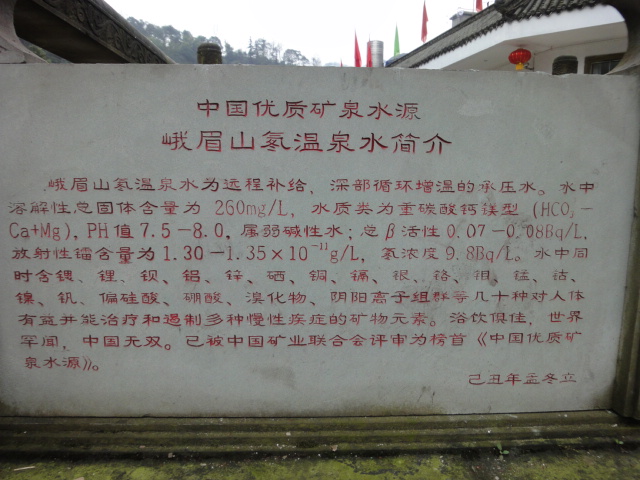 中国优质矿泉水源
峨眉山氡温泉水简介
峨眉山氡温泉水为远程补给，深部循环增温的承压水。水中
溶解性总固体含量为260mg/L，水质类为重碳酸钙镁型（HCO₃-
Ca+Mg），PH值7.5-8.0，属弱碱性水；总β活性0.07-0.08Bq/L，
放射性镭含量为1.30-1.35×10⁻¹¹g/L，氡浓度9.8Bq/L。水中同
时含锶、锂、钡、铝、锌、硒、铜、镉、银、铬、钼、锰、钴、
镍、钒、偏硅酸、硼酸、溴化物、阴阳离子组群等几十种对人体
有益并能治疗和遏制多种慢性疾症的矿物元素。浴饮俱佳，世界
罕闻，中国无双。已被中国矿业联合会评审为榜首《中国优质矿
泉水源》。
己丑年孟冬立